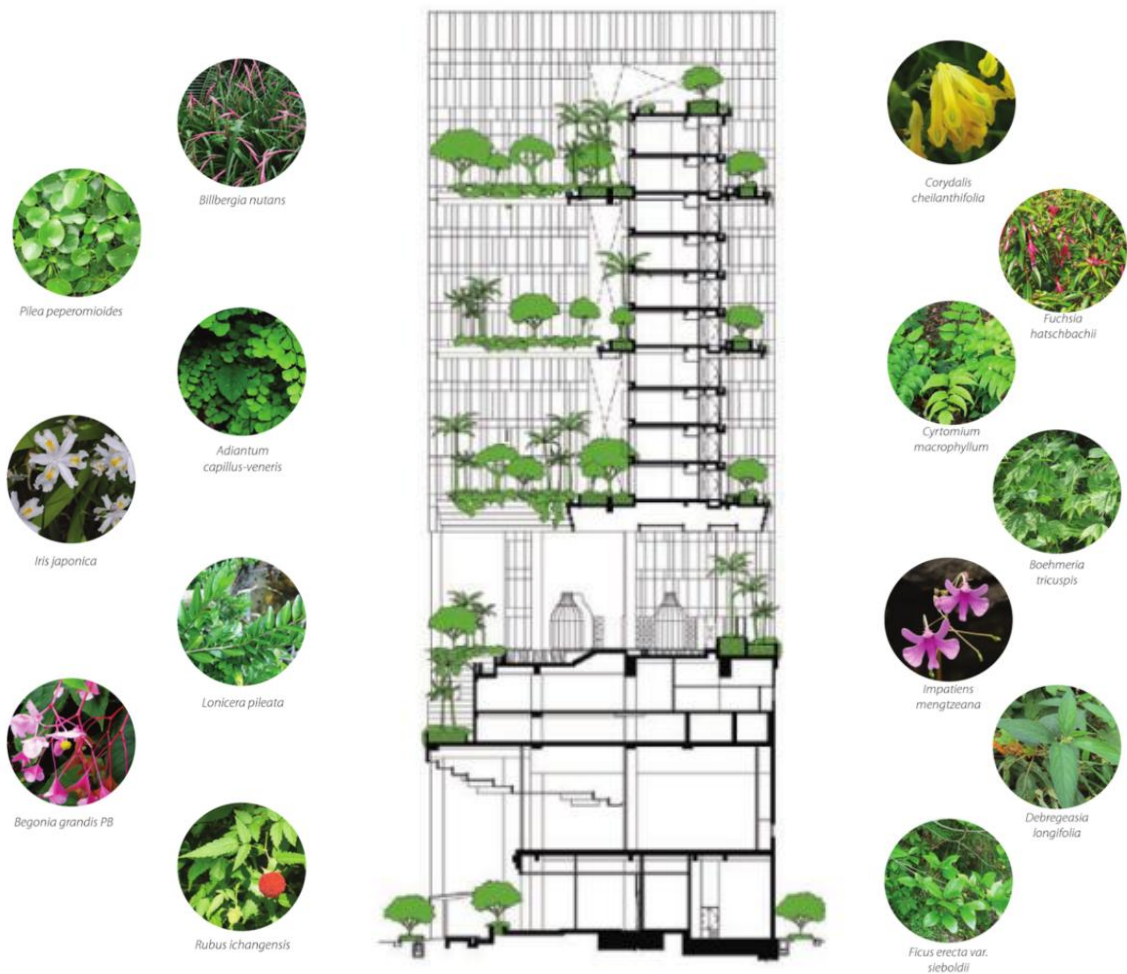 Billbergia nutans
Pilea peperomioides
Adiantum
capillus-veneris
Iris japonica
Lonicera pileata
Begonia grandis PB
Rubus ichangensis
Corydalis
cheilanthifolia
Fuchsia
hatschbachii
Cyrtomium
macrophyllum
Boehmeria
tricuspis
Impatiens
mengtzeana
Debregeasia
longifolia
Ficus erecta var.
sieboldii